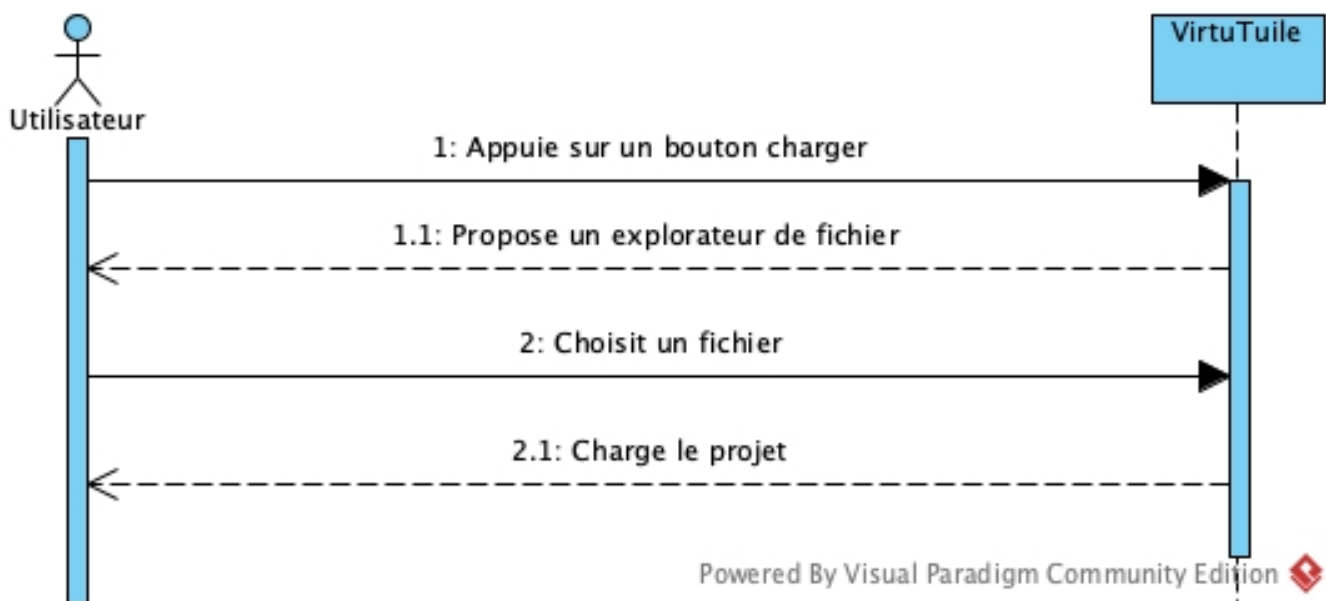 VirtuTuile
Utilisateur
1: Appuie sur un bouton charger
1.1: Propose un explorateur de fichier
2: Choisit un fichier
2.1: Charge le projet
Powered By Visual Paradigm Community Edition